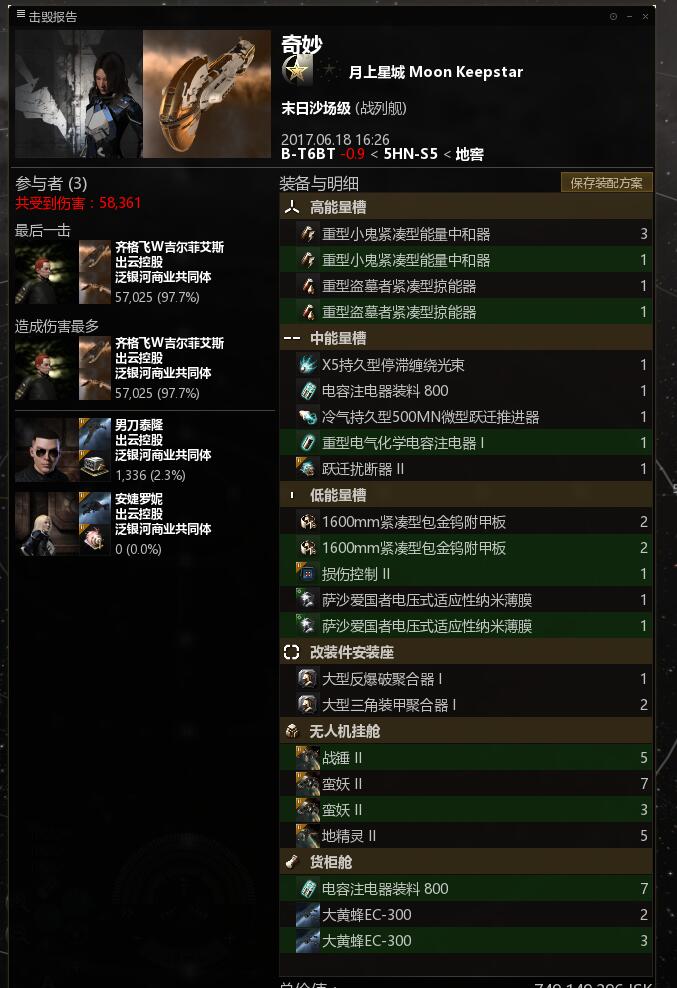 击毁报告
奇妙
月上星城 Moon Keepstar
末日沙场级 (战列舰)
2017.06.18 16:26
B-T6BT -0.9 < 5HN-S5 < 地窖
参与者 (3)
共受到伤害：58,361
最后一击
齐格飞W吉尔菲艾斯
出云控股
泛银河商业共同体
57,025 (97.7%)
造成伤害最多
齐格飞W吉尔菲艾斯
出云控股
泛银河商业共同体
57,025 (97.7%)
男刀泰隆
出云控股
泛银河商业共同体
1,336 (2.3%)
安婕罗妮
出云控股
泛银河商业共同体
0 (0.0%)
装备与明细
保存装配方案
高能量槽
重型小鬼紧凑型能量中和器 3
重型小鬼紧凑型能量中和器 1
重型盗墓者紧凑型掠能器 1
重型盗墓者紧凑型掠能器 1
中能量槽
X5持久型停滞缠绕光束 1
电容注电器装料 800 1
冷气持久型500MN微型跃迁推进器 1
重型电气化学电容注电器 I 1
跃迁扰断器 II 1
低能量槽
1600mm紧凑型包金钨附甲板 2
1600mm紧凑型包金钨附甲板 2
损伤控制 II 1
萨沙爱国者电压式适应性纳米薄膜 1
萨沙爱国者电压式适应性纳米薄膜 1
改装件安装座
大型反爆破聚合器 I 1
大型三角装甲聚合器 I 2
无人机挂舱
战锤 II 5
蛮妖 II 7
蛮妖 II 3
地精灵 II 5
货柜舱
电容注电器装料 800 7
大黄蜂EC-300 2
大黄蜂EC-300 3